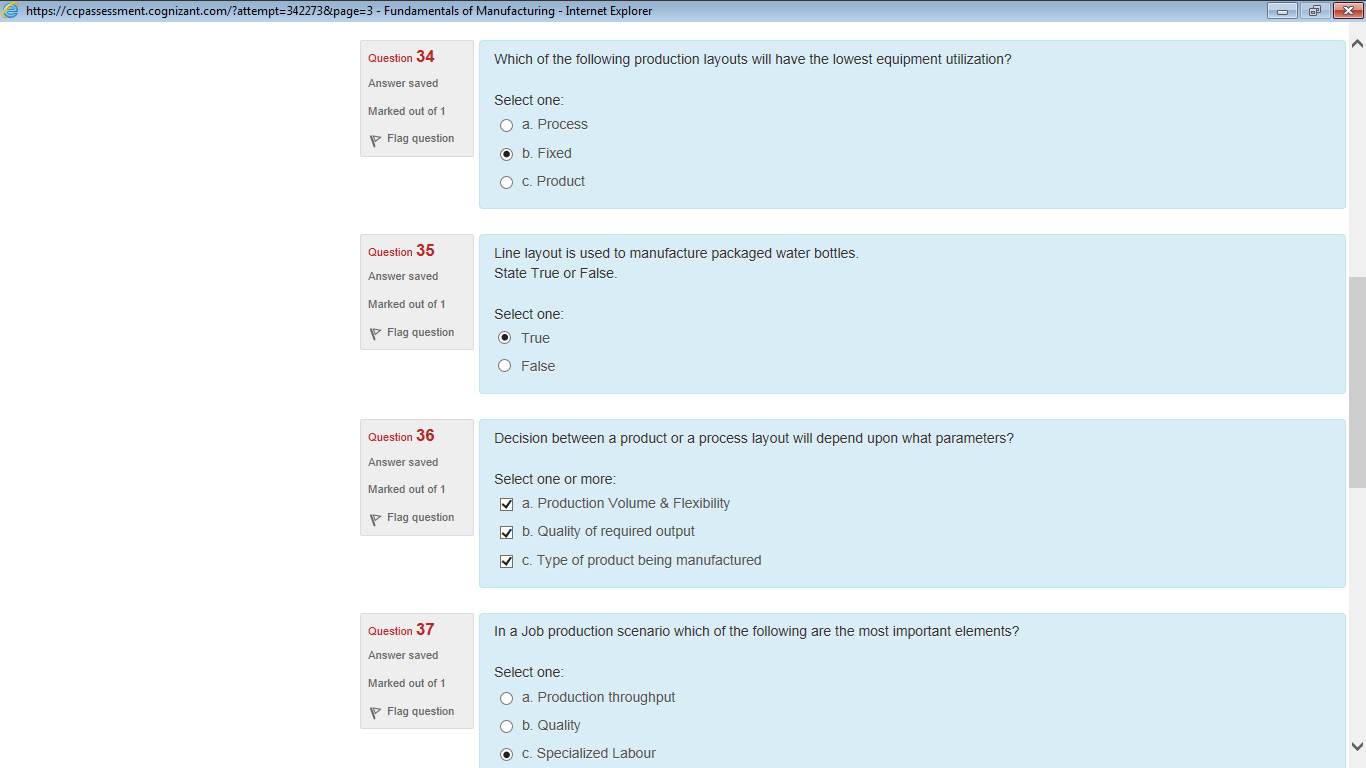 https://ccpassessment.cognizant.com/?attempt=342273&page=3 - Fundamentals of Manufacturing - Internet Explorer
Question 34
Answer saved
Marked out of 1
Flag question
Which of the following production layouts will have the lowest equipment utilization?
Select one:
a. Process
b. Fixed
c. Product
Question 35
Answer saved
Marked out of 1
Flag question
Line layout is used to manufacture packaged water bottles.
State True or False.
Select one:
True
False
Question 36
Answer saved
Marked out of 1
Flag question
Decision between a product or a process layout will depend upon what parameters?
Select one or more:
a. Production Volume & Flexibility
b. Quality of required output
c. Type of product being manufactured
Question 37
Answer saved
Marked out of 1
Flag question
In a Job production scenario which of the following are the most important elements?
Select one:
a. Production throughput
b. Quality
c. Specialized Labour